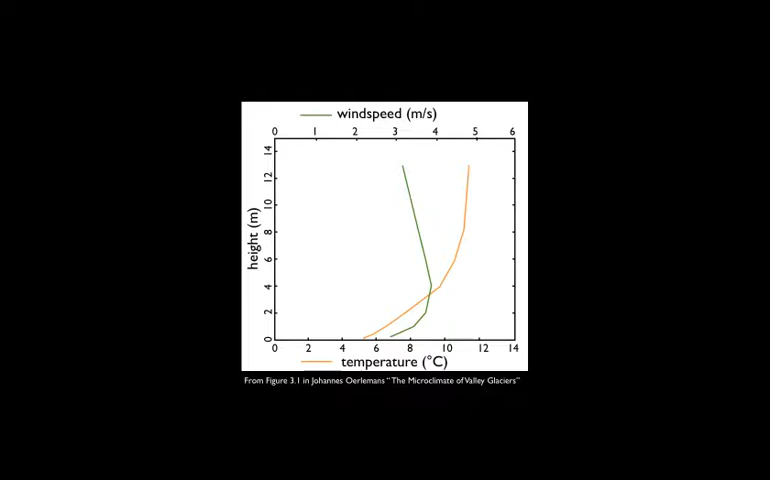 windspeed (m/s)
0 1 2 3 4 5 6
14
12
10
8
6
4
2
0
height (m)
0 2 4 6 8 10 12 14
temperature (°C)
From Figure 3.1 in Johannes Oerlemans "The Microclimate of Valley Glaciers"